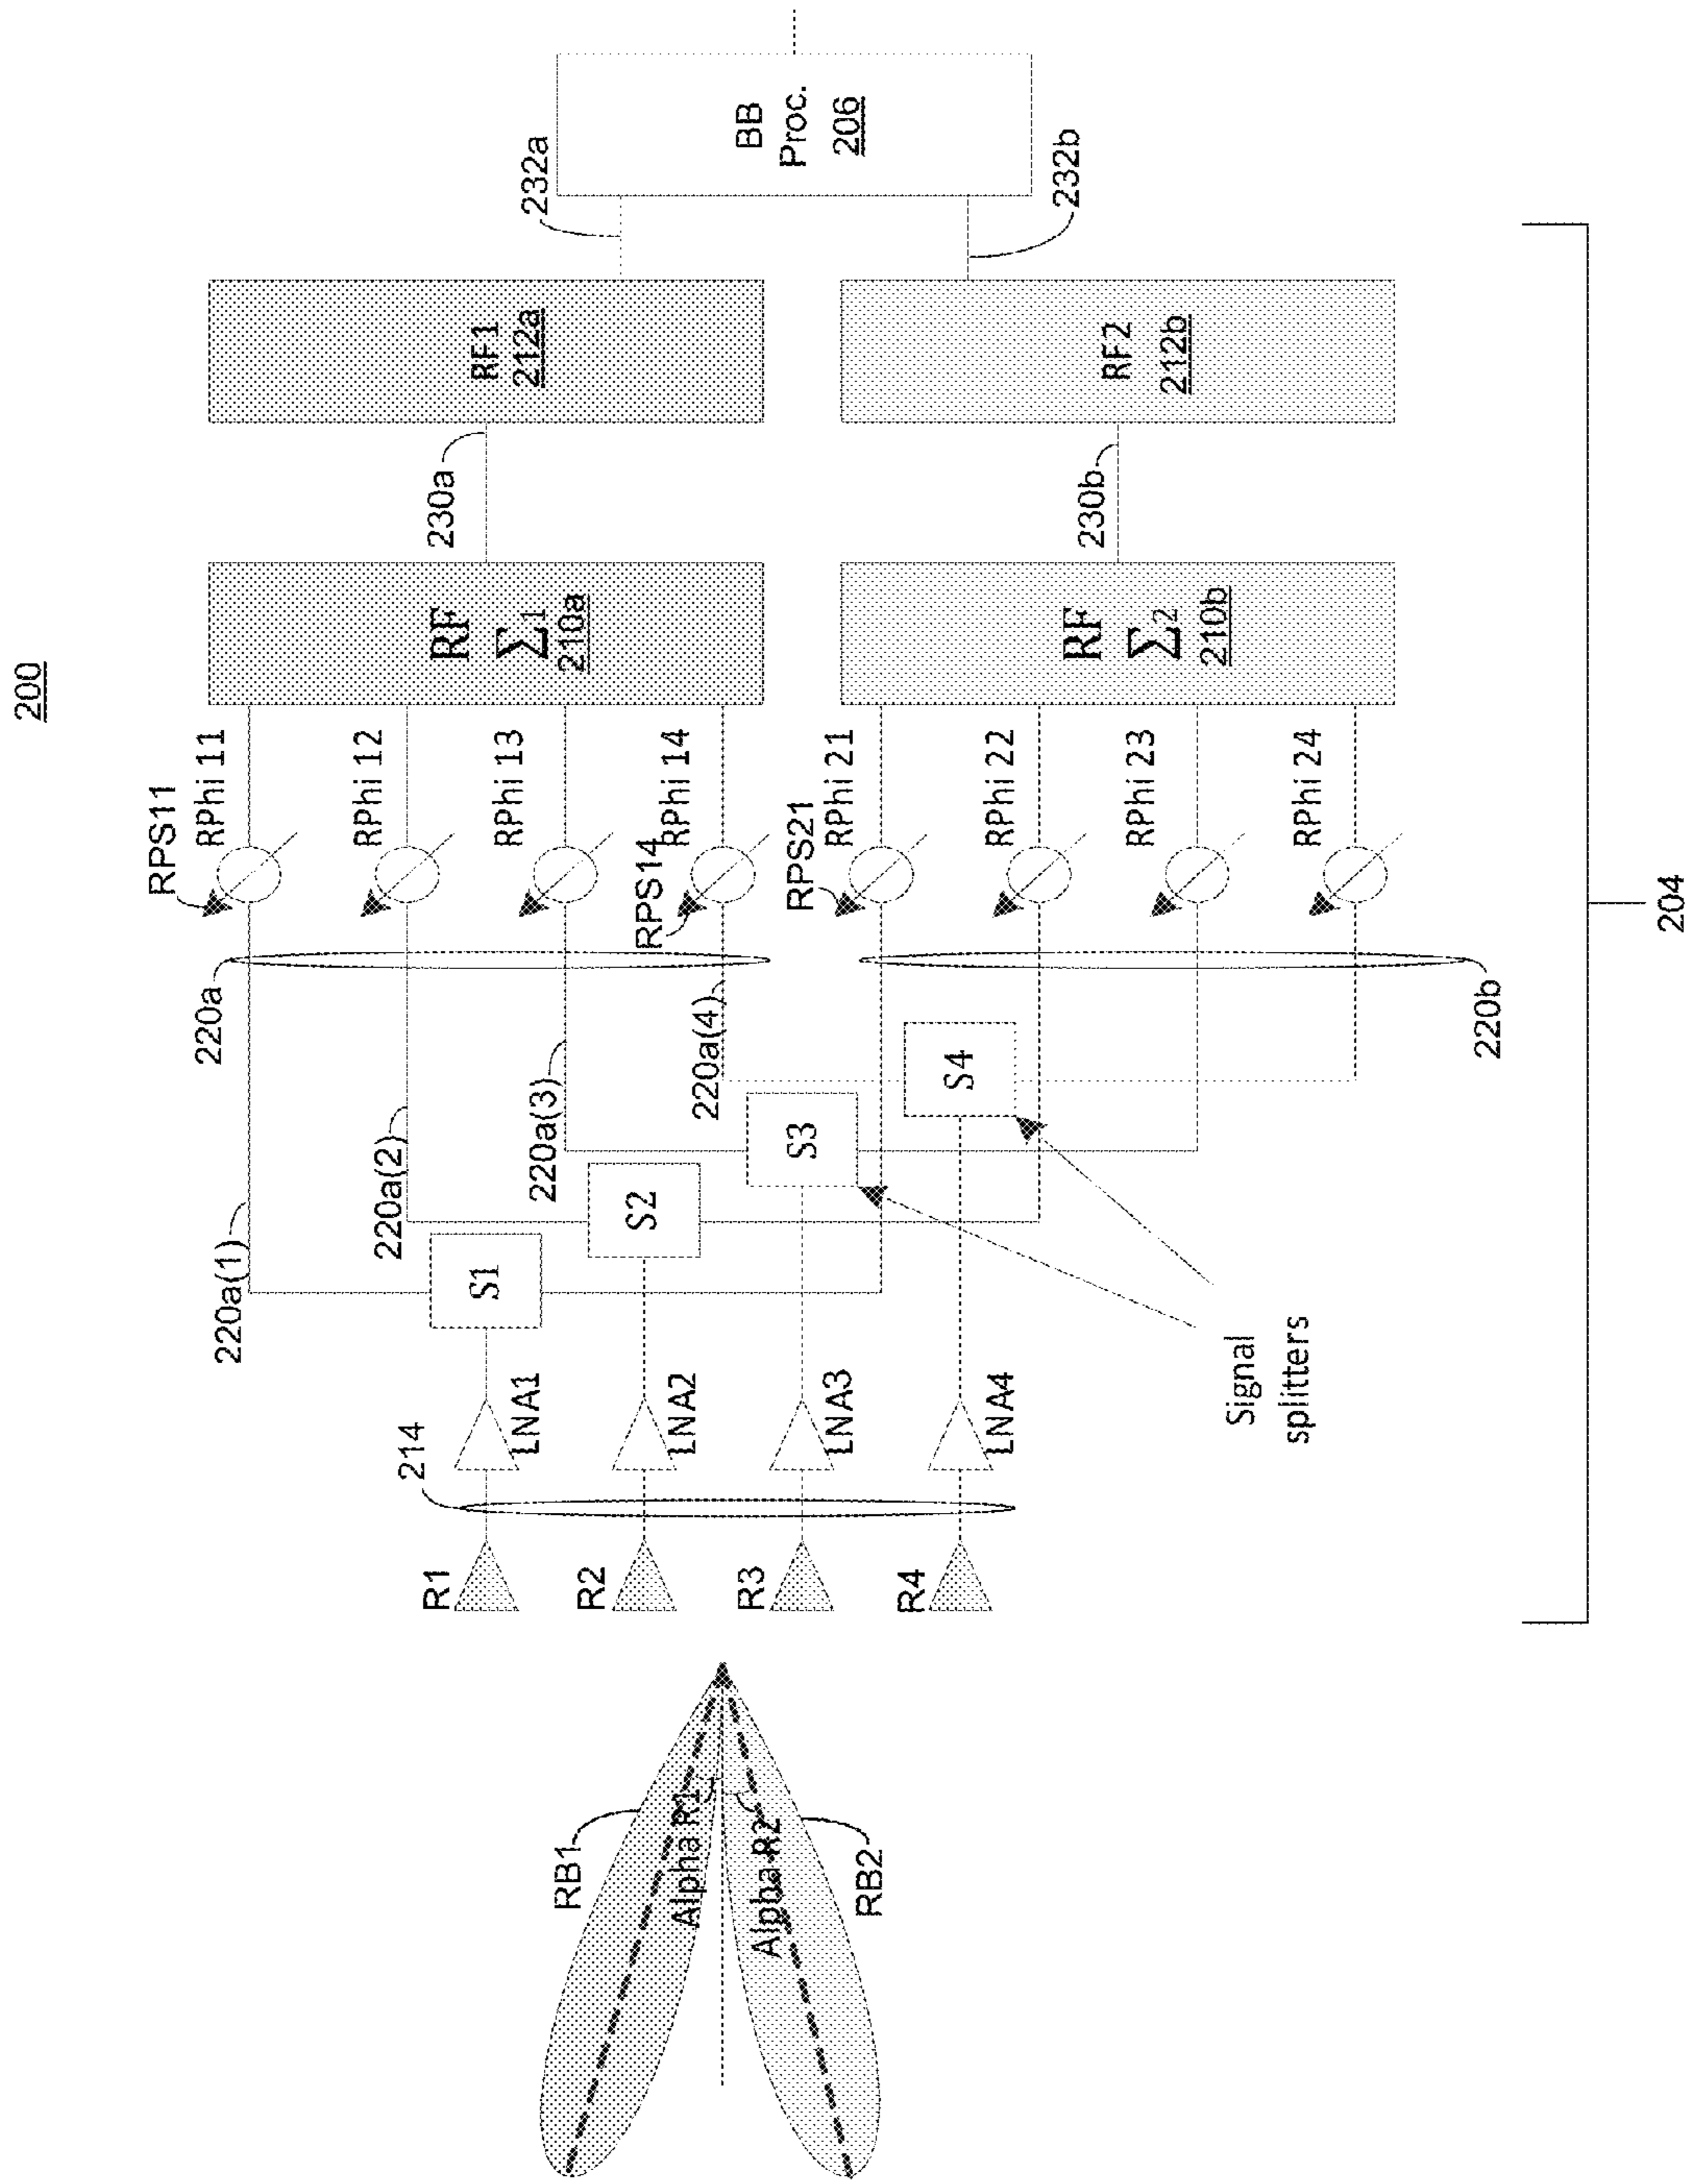 200
RB1
Alpha R1
Alpha R2
RB2
R1
R2
R3
R4
214
LNA1
LNA2
LNA3
LNA4
S1
S2
S3
S4
Signal
splitters
220a(1)
220a(2)
220a(3)
220a(4)
220a
220b
RPS11
RPS14
RPS21
RPhi 11
RPhi 12
RPhi 13
RPhi 14
RPhi 21
RPhi 22
RPhi 23
RPhi 24
RF
Σ1
210a
RF
Σ2
210b
230a
230b
RF1
212a
RF2
212b
232a
232b
BB
Proc.
206
204